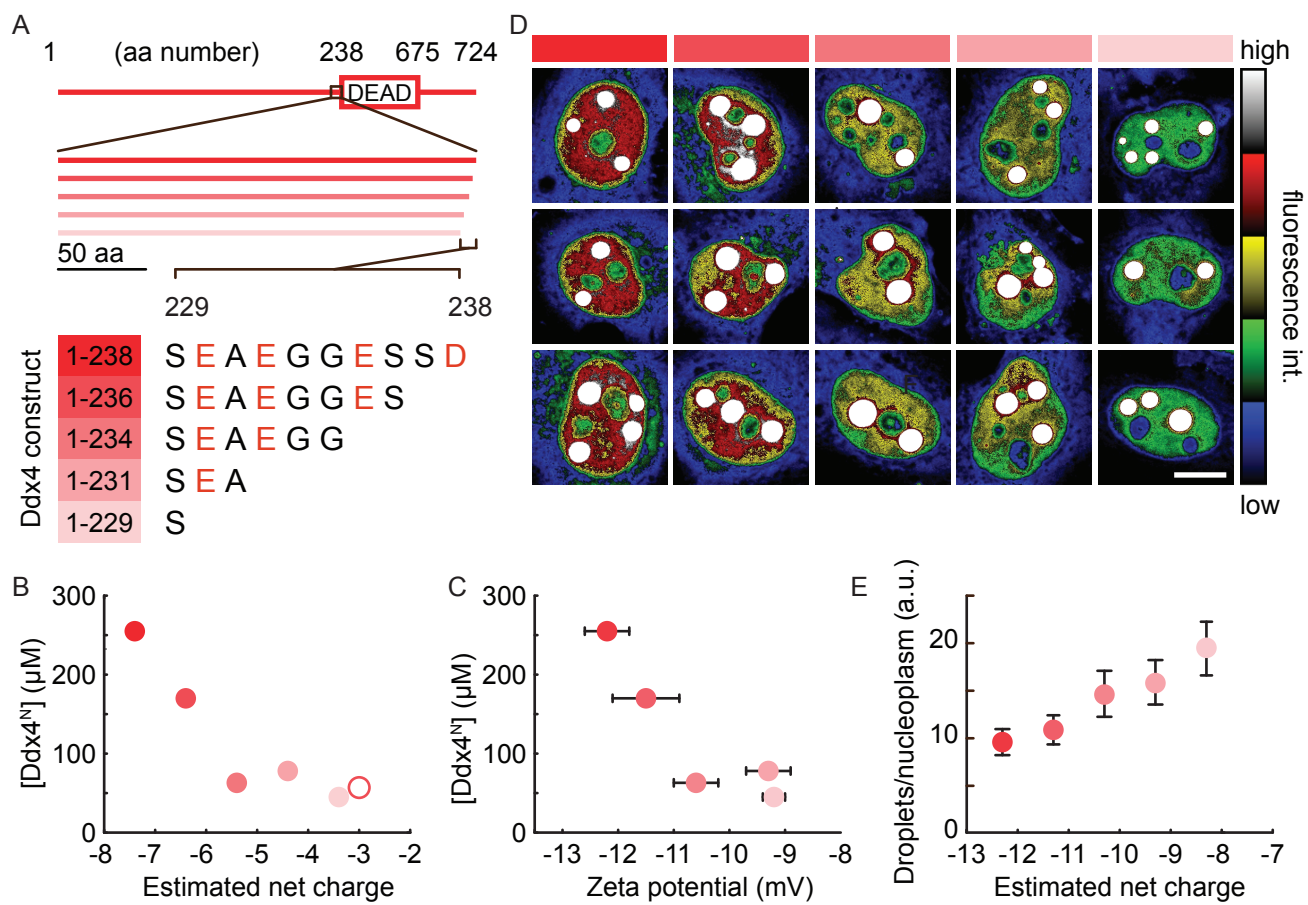 A
1 (aa number) 238 675 724
DEAD
50 aa
229 238
Ddx4 construct
1-238 S E A E G G E S S D
1-236 S E A E G G E S
1-234 S E A E G G
1-231 S E A
1-229 S
D
high
fluorescence int.
low
B
[Ddx4ᴺ] (µM)
300
200
100
0
-8 -7 -6 -5 -4 -3 -2
Estimated net charge
C
[Ddx4ᴺ] (µM)
300
200
100
0
-13 -12 -11 -10 -9 -8
Zeta potential (mV)
E
Droplets/nucleoplasm (a.u.)
20
10
0
-13 -12 -11 -10 -9 -8 -7
Estimated net charge